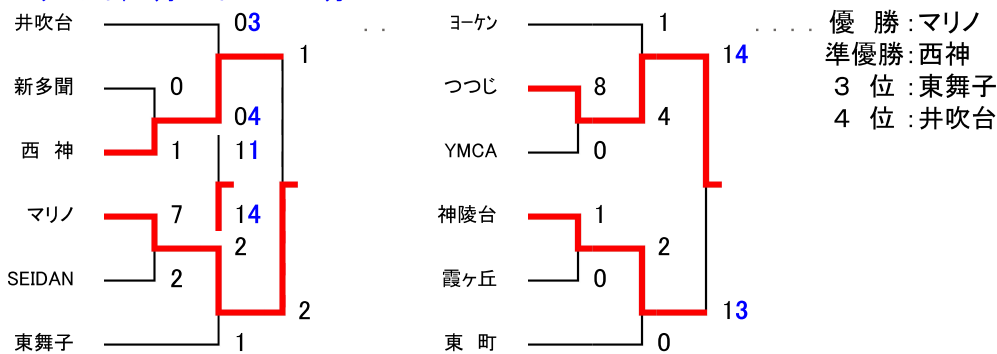 井吹台 03 1 ‥ ヨーケン 1 14 ‥‥ 優 勝：マリノ
準優勝：西神
新多聞 0 つつじ 8 3 位：東舞子
04 4 4 位：井吹台
西 神 1 11 YMCA 0
マリノ 7 14 神陵台 1
2 2
SEIDAN 2 霞ヶ丘 0
2 13
東舞子 1 東 町 0